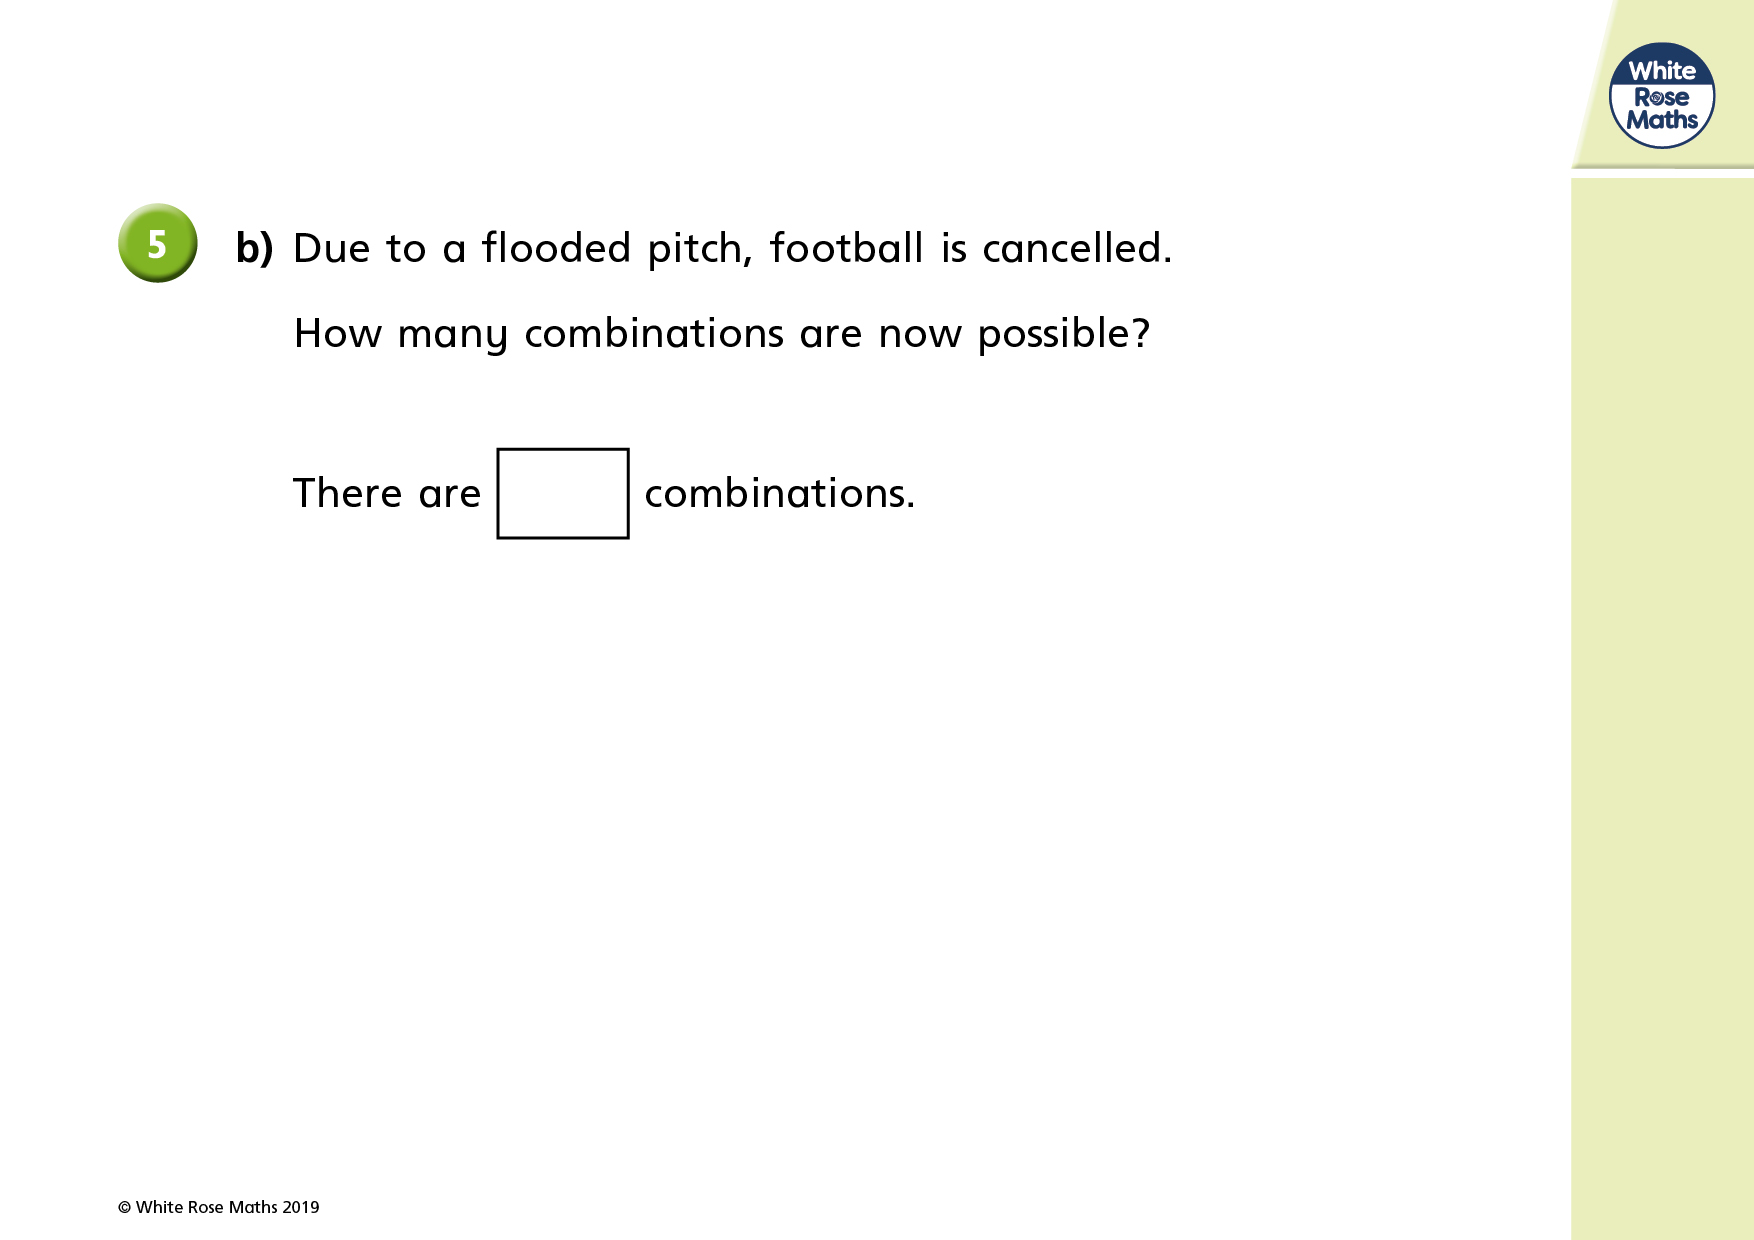 White
Rose
Maths
5 b) Due to a flooded pitch, football is cancelled.
How many combinations are now possible?
There are combinations.
© White Rose Maths 2019